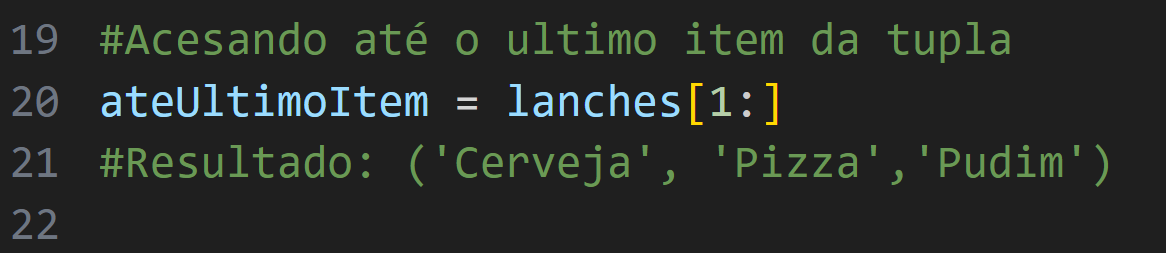 19 #Acesando até o ultimo item da tupla
20 ateUltimoItem = lanches[1:]
21 #Resultado: ('Cerveja', 'Pizza','Pudim')
22